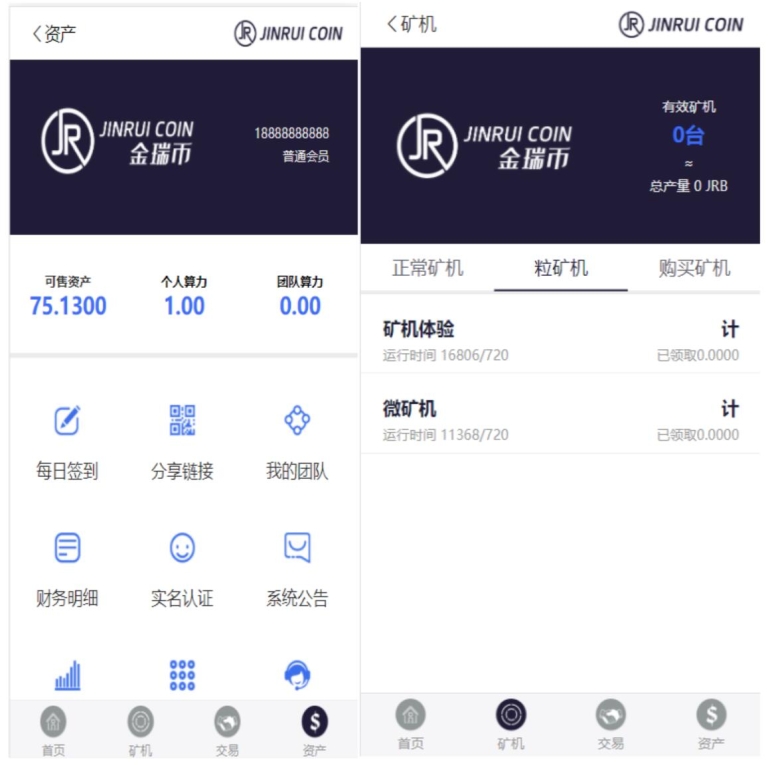 资产
JR JINRUI COIN
JR JINRUI COIN
金瑞币
18888888888
普通会员
可售资产
个人算力
团队算力
75.1300
1.00
0.00
每日签到
分享链接
我的团队
财务明细
实名认证
系统公告
首页
矿机
交易
$
资产
矿机
JR JINRUI COIN
JR JINRUI COIN
金瑞币
有效矿机
0台
≈
总产量 0 JRB
正常矿机
粒矿机
购买矿机
矿机体验
计
运行时间 16806/720
已领取0.0000
微矿机
计
运行时间 11368/720
已领取0.0000
首页
矿机
交易
$
资产